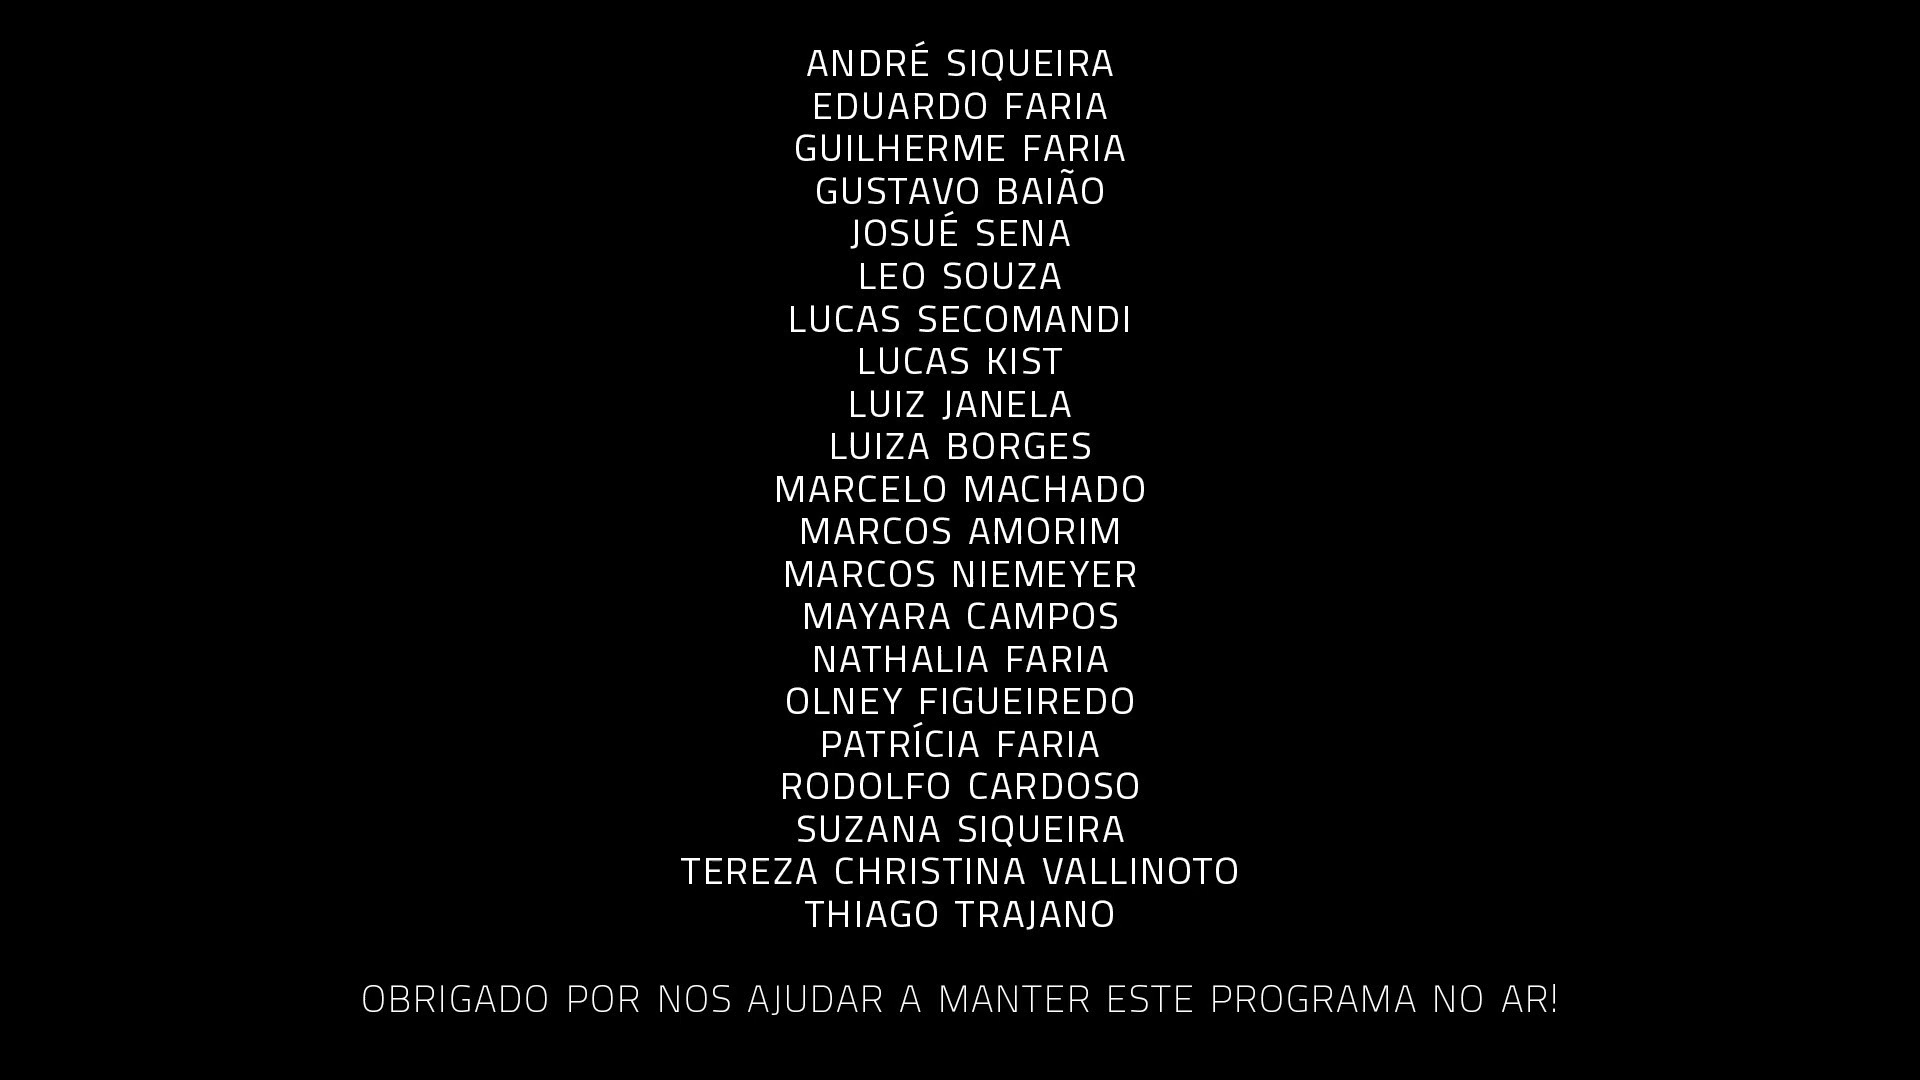 ANDRÉ SIQUEIRA
EDUARDO FARIA
GUILHERME FARIA
GUSTAVO BAIÃO
JOSUÉ SENA
LEO SOUZA
LUCAS SECOMANDI
LUCAS KIST
LUIZ JANELA
LUIZA BORGES
MARCELO MACHADO
MARCOS AMORIM
MARCOS NIEMEYER
MAYARA CAMPOS
NATHALIA FARIA
OLNEY FIGUEIREDO
PATRÍCIA FARIA
RODOLFO CARDOSO
SUZANA SIQUEIRA
TEREZA CHRISTINA VALLINOTO
THIAGO TRAJANO
OBRIGADO POR NOS AJUDAR A MANTER ESTE PROGRAMA NO AR!